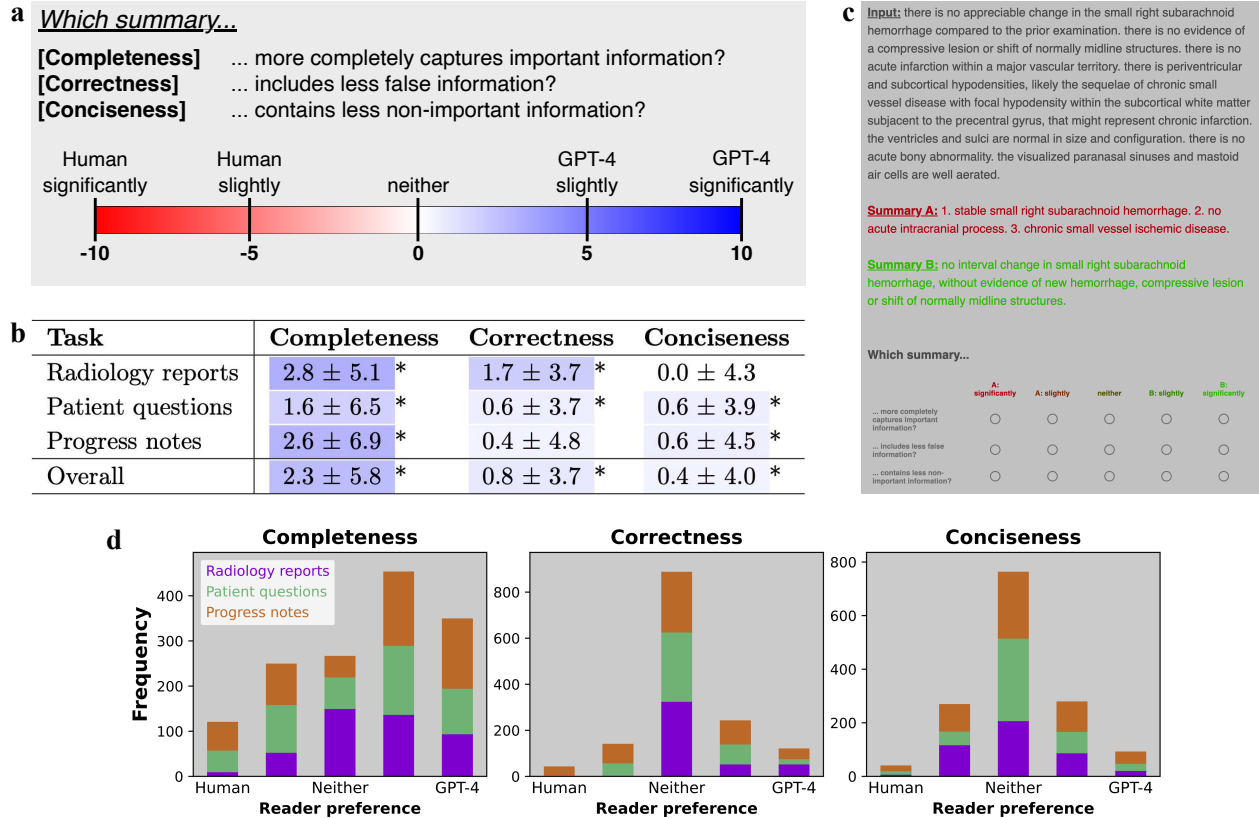 a
Which summary...
[Completeness] ... more completely captures important information?
[Correctness] ... includes less false information?
[Conciseness] ... contains less non-important information?
Human significantly
Human slightly
neither
GPT-4 slightly
GPT-4 significantly
-10 -5 0 5 10
b
Task Completeness Correctness Conciseness
Radiology reports 2.8 ± 5.1 * 1.7 ± 3.7 * 0.0 ± 4.3
Patient questions 1.6 ± 6.5 * 0.6 ± 3.7 * 0.6 ± 3.9 *
Progress notes 2.6 ± 6.9 * 0.4 ± 4.8 0.6 ± 4.5 *
Overall 2.3 ± 5.8 * 0.8 ± 3.7 * 0.4 ± 4.0 *
c
Input: there is no appreciable change in the small right subarachnoid
hemorrhage compared to the prior examination. there is no evidence of
a compressive lesion or shift of normally midline structures. there is no
acute infarction within a major vascular territory. there is periventricular
and subcortical hypodensities, likely the sequelae of chronic small
vessel disease with focal hypodensity within the subcortical white matter
subjacent to the precentral gyrus, that might represent chronic infarction.
the ventricles and sulci are normal in size and configuration. there is no
acute bony abnormality. the visualized paranasal sinuses and mastoid
air cells are well aerated.
Summary A: 1. stable small right subarachnoid hemorrhage. 2. no
acute intracranial process. 3. chronic small vessel ischemic disease.
Summary B: no interval change in small right subarachnoid
hemorrhage, without evidence of new hemorrhage, compressive lesion
or shift of normally midline structures.
Which summary...
A: significantly
A: slightly
neither
B: slightly
B: significantly
... more completely
captures important
information?
... includes less false
information?
... contains less non-
important information?
d
Completeness
Radiology reports
Patient questions
Progress notes
Frequency
400
300
200
100
0
Human Neither GPT-4
Reader preference
Correctness
800
600
400
200
0
Human Neither GPT-4
Reader preference
Conciseness
800
600
400
200
0
Human Neither GPT-4
Reader preference